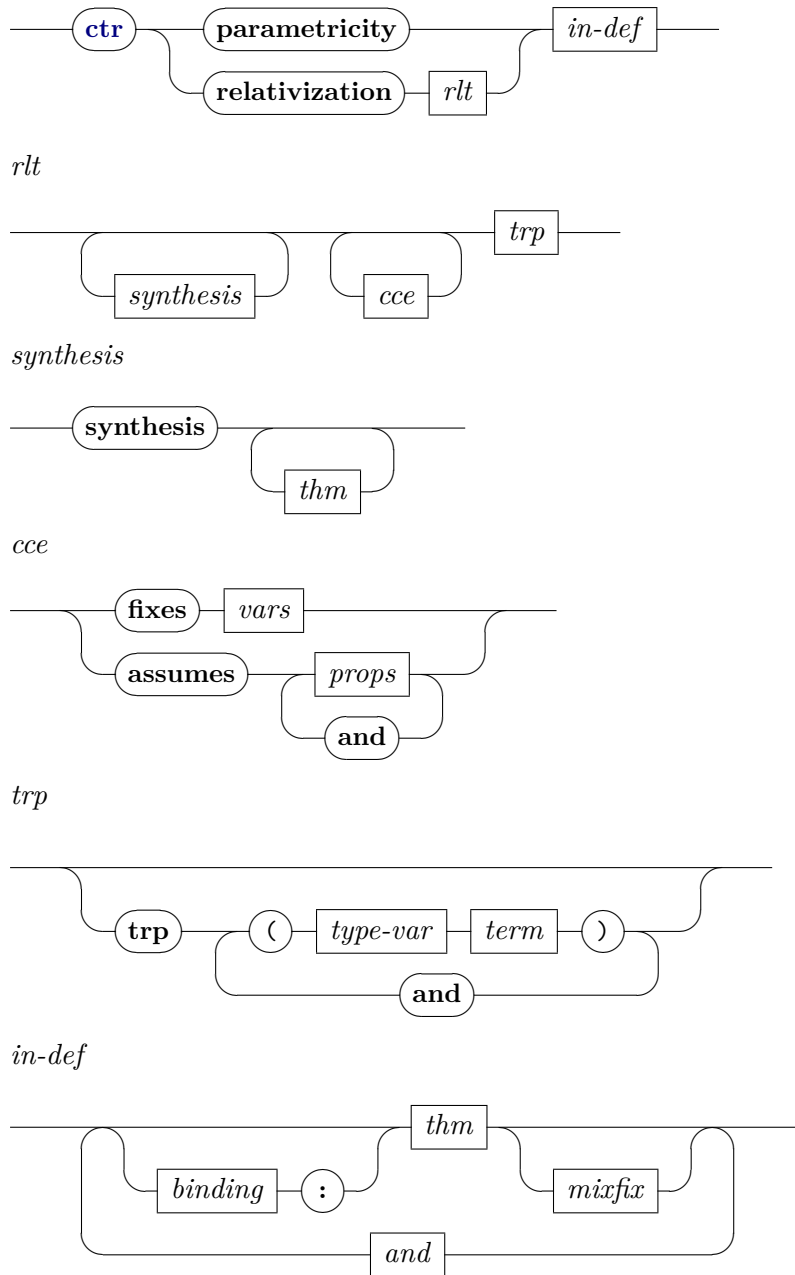 ctr parametricity in-def
relativization rlt
rlt
trp
synthesis cce
synthesis
synthesis
thm
cce
fixes vars
assumes props
and
trp
trp ( type-var term )
and
in-def
thm
binding : mixfix
and